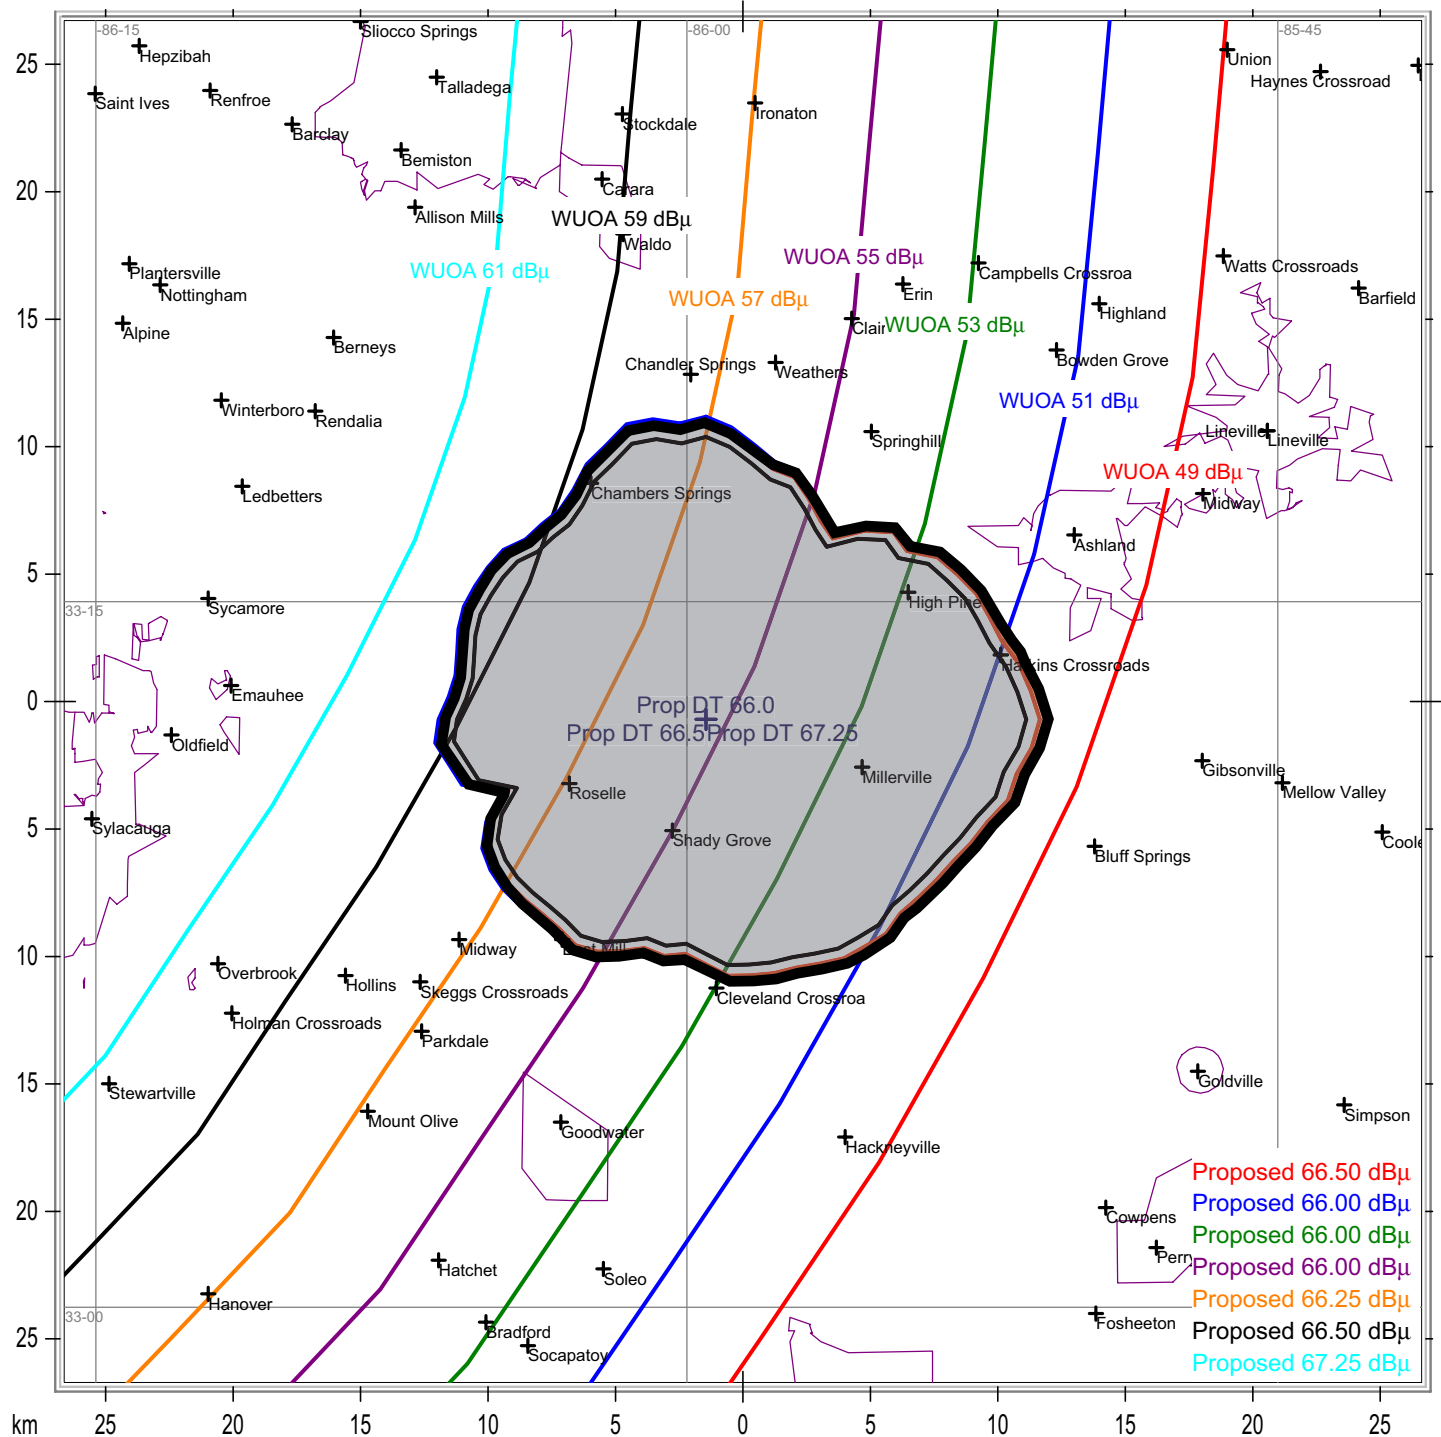 -86-15
-86-00
-85-45
Sliocco Springs
Hepzibah
Union
25
Haynes Crossroad
Talladega
Saint Ives
Renfroe
Ironaton
Stockdale
Barclay
Bemiston
20
Allison Mills
WUOA 59 dBµ
Waldo
WUOA 55 dBµ
Plantersville
WUOA 61 dBµ
Campbells Crossroa
Watts Crossroads
Nottingham
Erin
Barfield
WUOA 57 dBµ
15
Alpine
Clair
WUOA 53 dBµ
Highland
Berneys
Chandler Springs
Weathers
Bowden Grove
Winterboro
Rendalia
WUOA 51 dBµ
10
Springhill
Lineville
Lineville
WUOA 49 dBµ
Ledbetters
Chambers Springs
Midway
Ashland
5
Sycamore
33-15
High Pine
Harkins Crossroads
0
Emauhee
Prop DT 66.0
Prop DT 66.5
Prop DT 67.25
Oldfield
Gibsonville
Millerville
Roselle
Mellow Valley
5
Sylacauga
Shady Grove
Coole
Bluff Springs
10
Midway
East Mill
Overbrook
Hollins
Skeggs Crossroads
Cleveland Crossroa
Holman Crossroads
Parkdale
15
Stewartville
Goldville
Mount Olive
Goodwater
Simpson
Hackneyville
Proposed 66.50 dBµ
20
Proposed 66.00 dBµ
Cowpens
Proposed 66.00 dBµ
Perry
Proposed 66.00 dBµ
Hatchet
Soleo
Proposed 66.25 dBµ
Hanover
33-00
Fosheeton
Proposed 66.50 dBµ
25
Bradford
Socapatoy
Proposed 67.25 dBµ
km
25
20
15
10
5
0
5
10
15
20
25